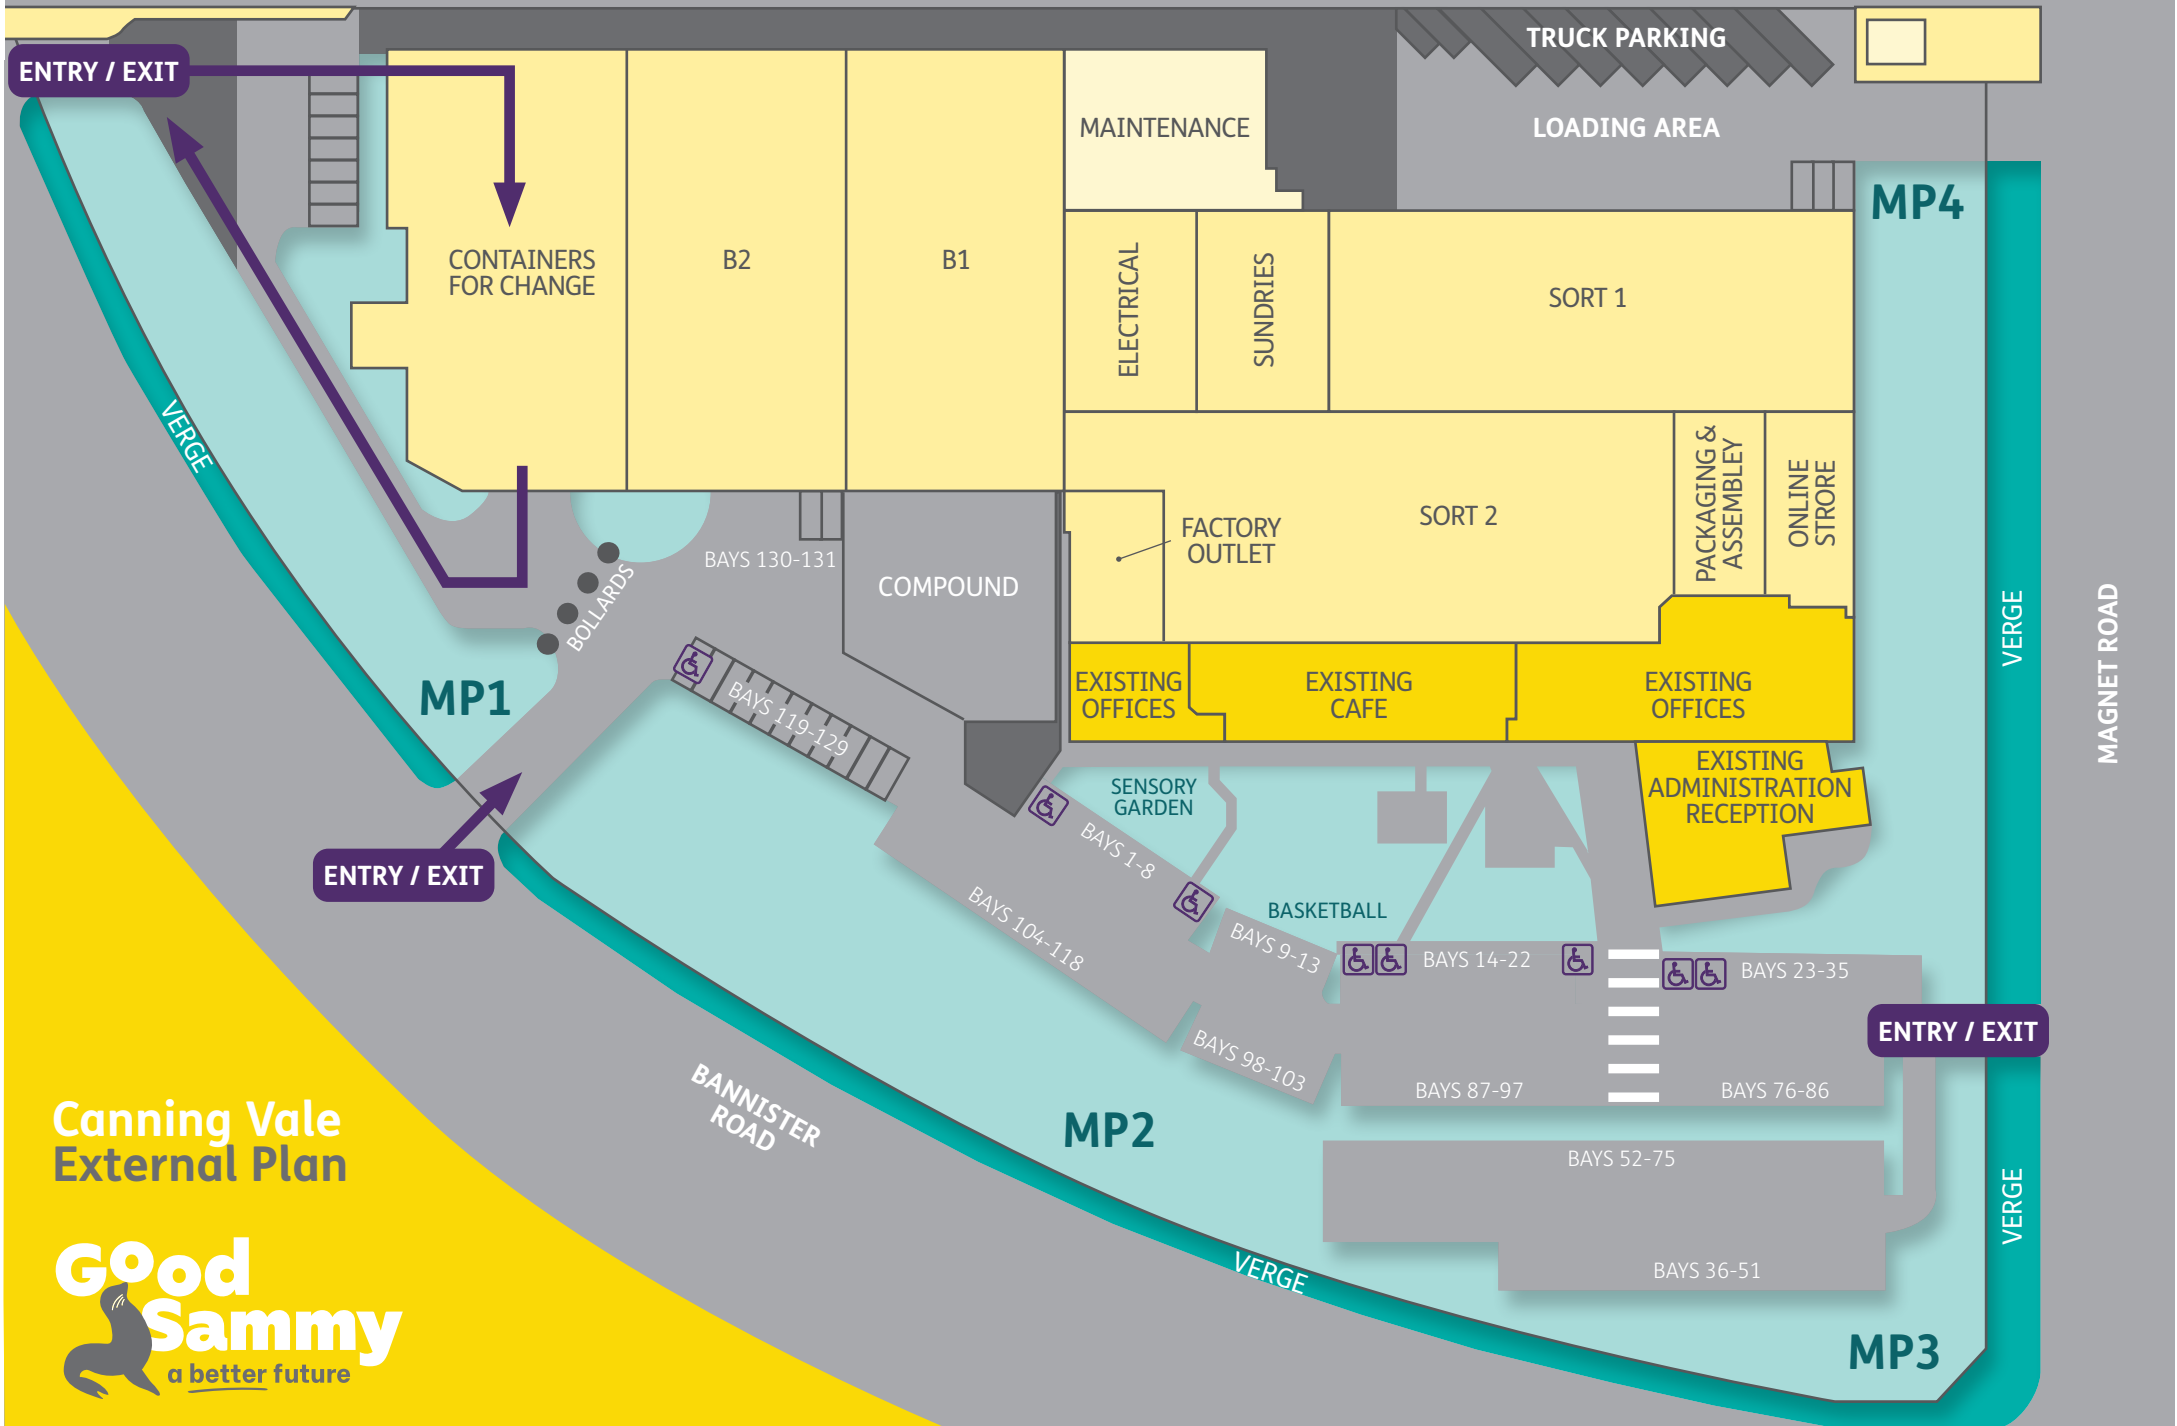 TRUCK PARKING
ENTRY / EXIT
MAINTENANCE
LOADING AREA
MP4
CONTAINERS
FOR CHANGE
B2
B1
ELECTRICAL
SUNDRIES
SORT 1
VERGE
PACKAGING &
ASSEMBLEY
ONLINE
STRORE
SORT 2
FACTORY
OUTLET
BAYS 130-131
COMPOUND
BOLLARDS
VERGE
MAGNET ROAD
MP1
BAYS 119-129
EXISTING
OFFICES
EXISTING
CAFE
EXISTING
OFFICES
EXISTING
ADMINISTRATION
RECEPTION
SENSORY
GARDEN
BAYS 1-8
ENTRY / EXIT
BASKETBALL
BAYS 104-118
BAYS 9-13
BAYS 14-22
BAYS 23-35
ENTRY / EXIT
BAYS 98-103
BAYS 87-97
BAYS 76-86
BANNISTER
ROAD
MP2
Canning Vale
External Plan
BAYS 52-75
VERGE
VERGE
BAYS 36-51
MP3
Good
Sammy
a better future